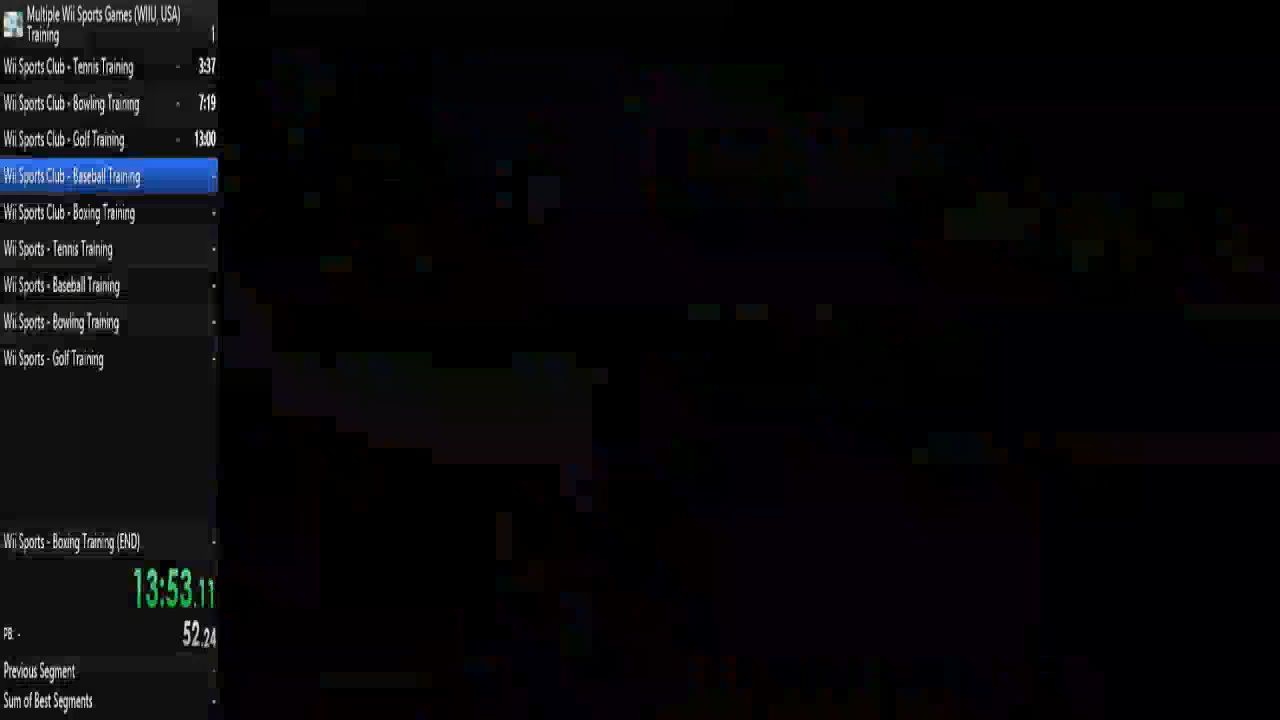 Multiple Wii Sports Games (WIIU, USA)
Training 1
Wii Sports Club - Tennis Training - 3:37
Wii Sports Club - Bowling Training - 7:19
Wii Sports Club - Golf Training - 13:00
Wii Sports Club - Baseball Training -
Wii Sports Club - Boxing Training -
Wii Sports - Tennis Training -
Wii Sports - Baseball Training -
Wii Sports - Bowling Training -
Wii Sports - Golf Training -
Wii Sports - Boxing Training (END) -
13:53.11
PB: - 52.24
Previous Segment -
Sum of Best Segments -